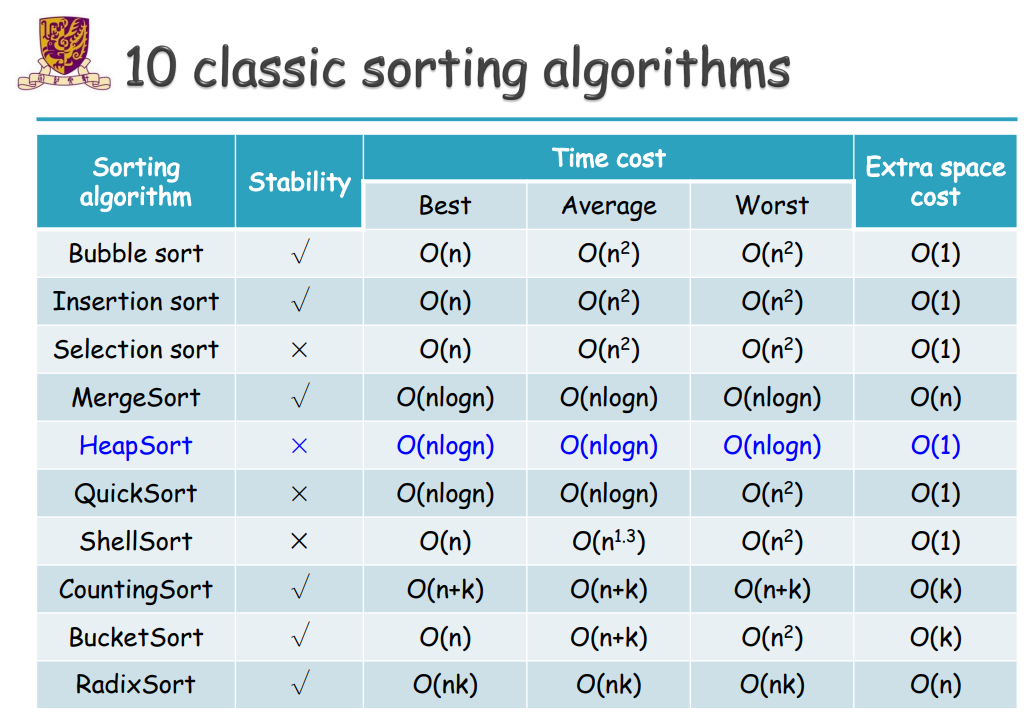 10 classic sorting algorithms
Sorting algorithm Stability Time cost Extra space cost
Best Average Worst
Bubble sort √ O(n) O(n²) O(n²) O(1)
Insertion sort √ O(n) O(n²) O(n²) O(1)
Selection sort × O(n) O(n²) O(n²) O(1)
MergeSort √ O(nlogn) O(nlogn) O(nlogn) O(n)
HeapSort × O(nlogn) O(nlogn) O(nlogn) O(1)
QuickSort × O(nlogn) O(nlogn) O(n²) O(1)
ShellSort × O(n) O(n¹·³) O(n²) O(1)
CountingSort √ O(n+k) O(n+k) O(n+k) O(k)
BucketSort √ O(n) O(n+k) O(n²) O(k)
RadixSort √ O(nk) O(nk) O(nk) O(n)